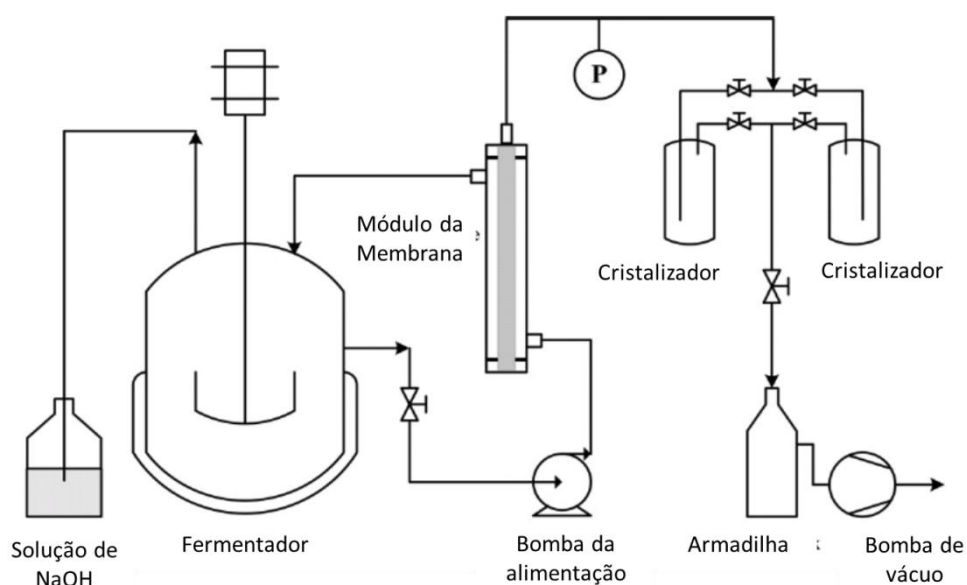 P
Módulo da
Membrana
Cristalizador
Cristalizador
Solução de
NaOH
Fermentador
Bomba da
alimentação
Armadilha
Bomba de
vácuo